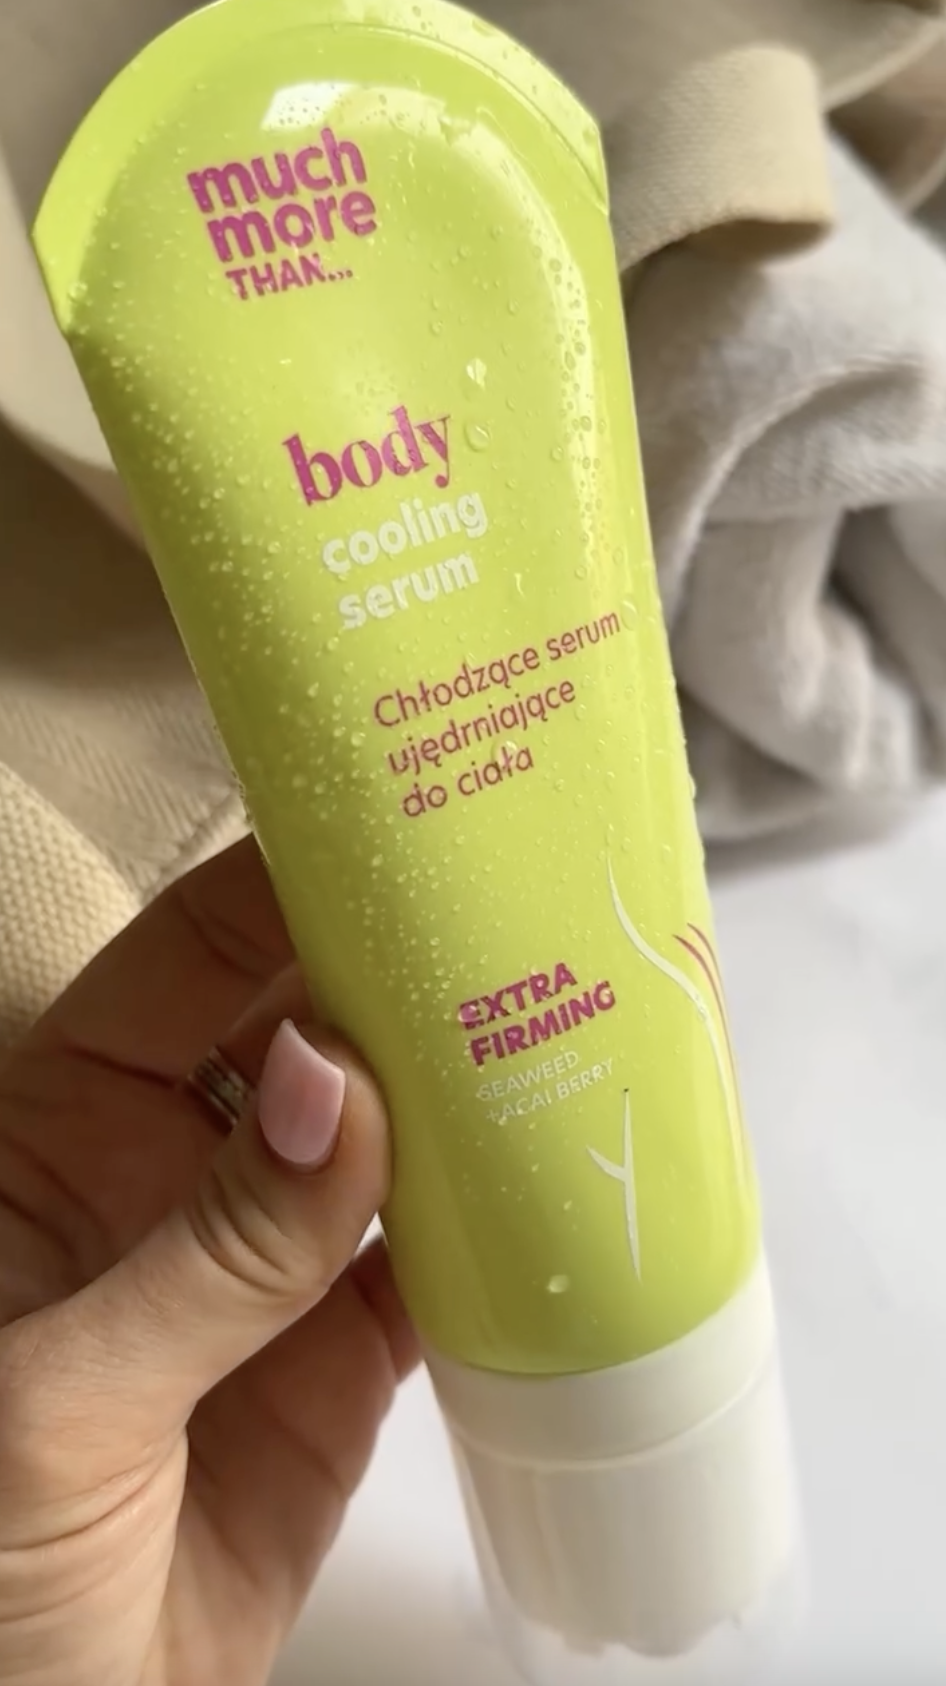 much
more
THAN...
body
cooling
serum
Chłodzące serum
ujędrniające
do ciała
EXTRA
FIRMING
SEAWEED
+ACAI BERRY